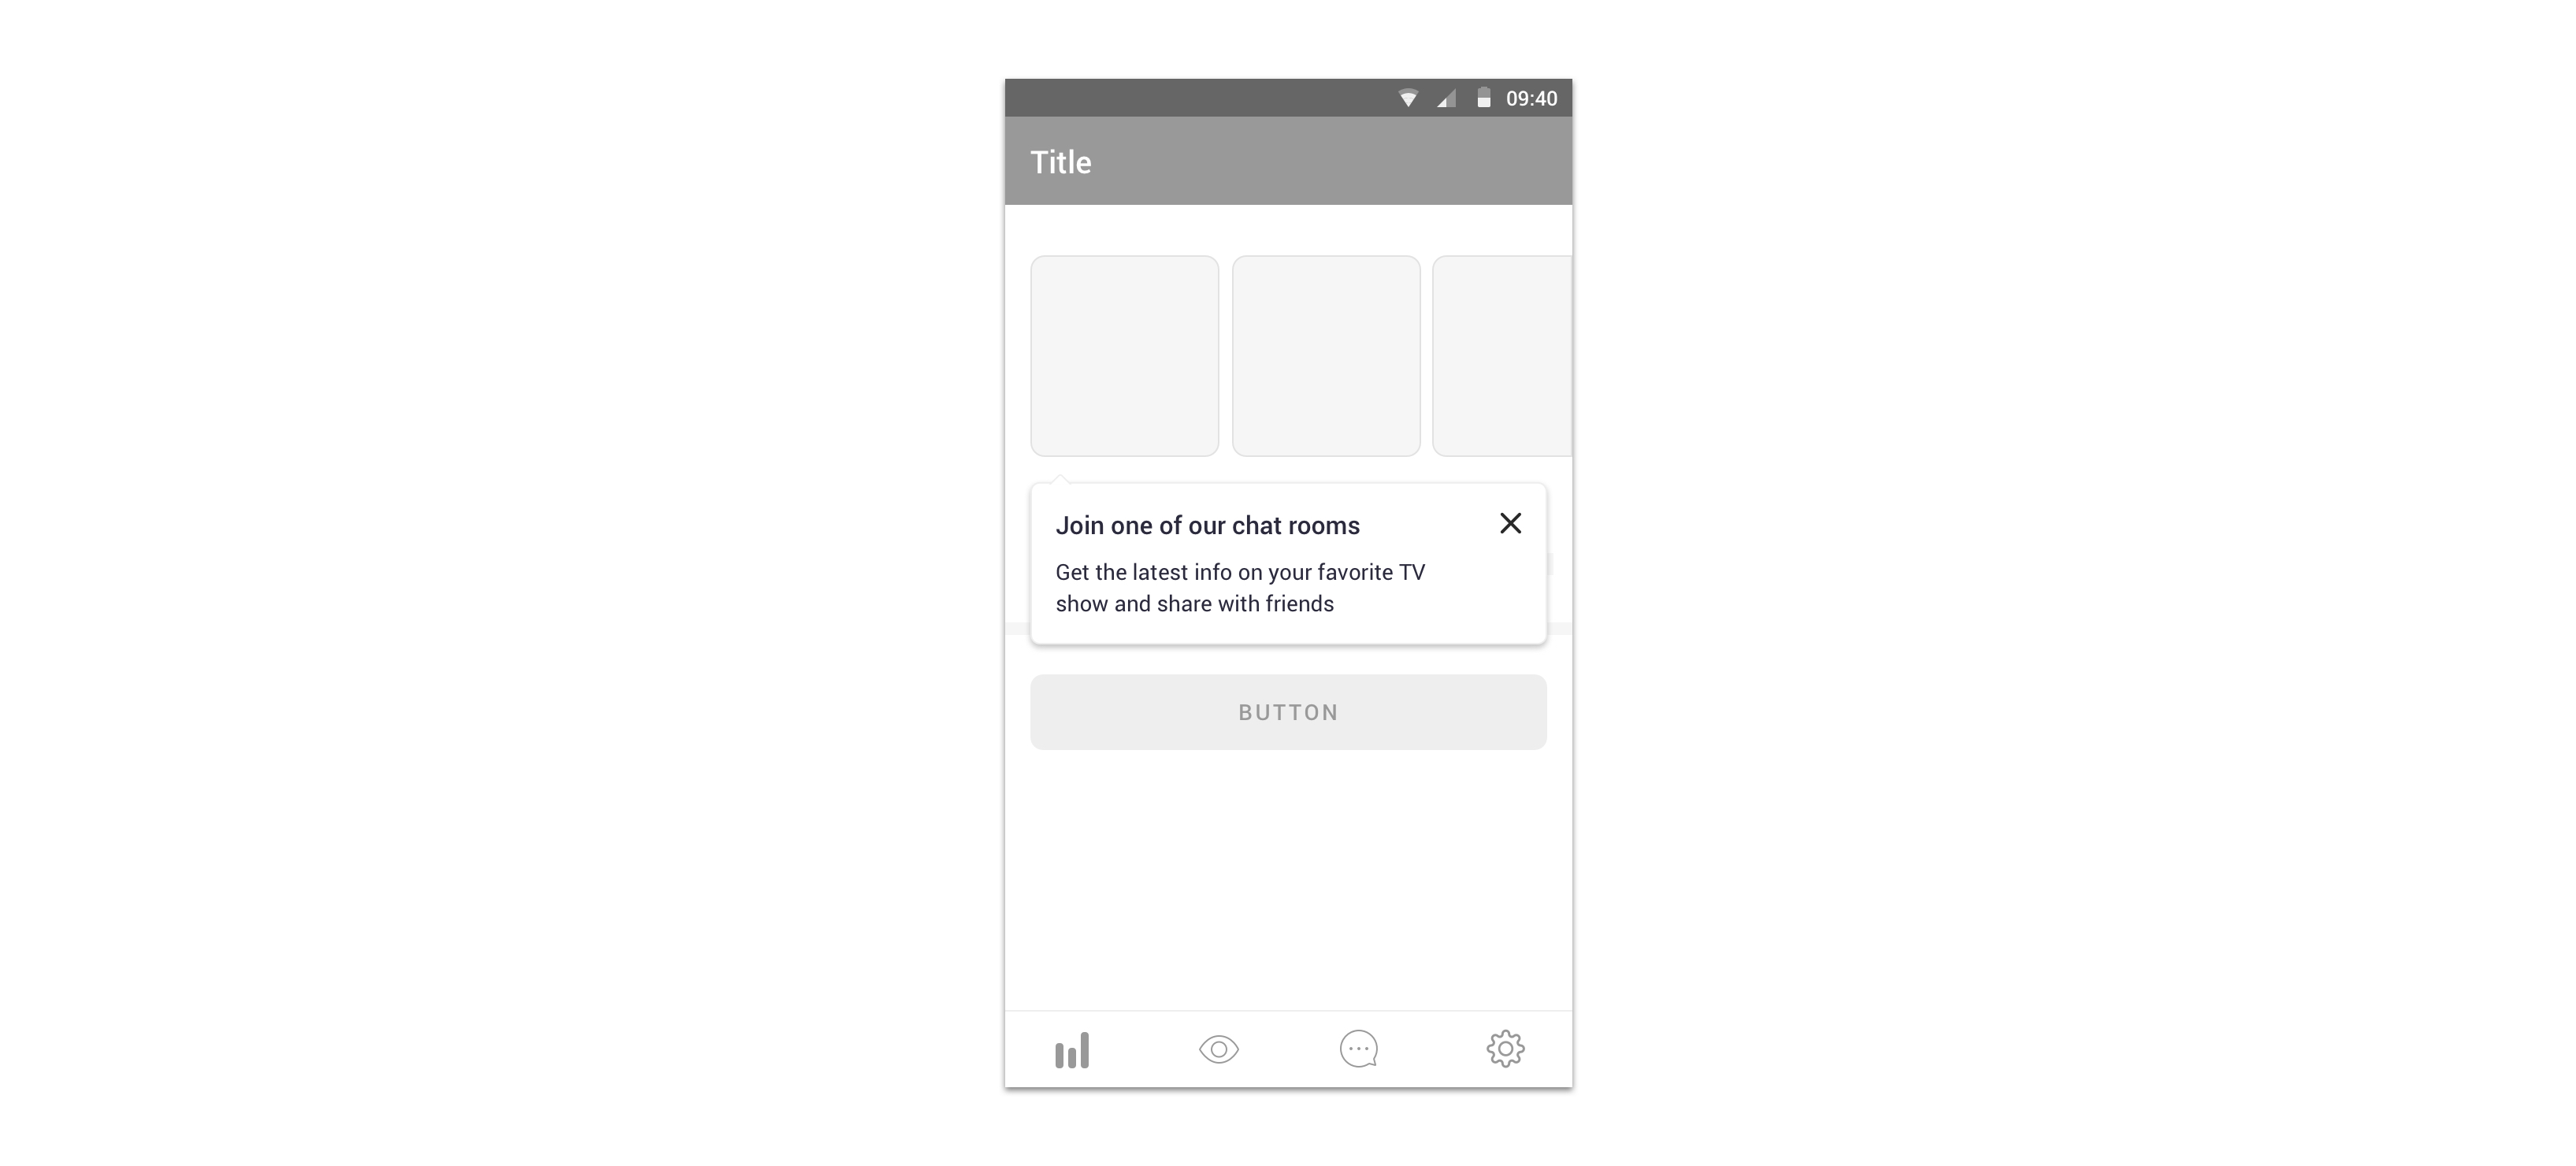 09:40
Title
Join one of our chat rooms
Get the latest info on your favorite TV
show and share with friends
BUTTON